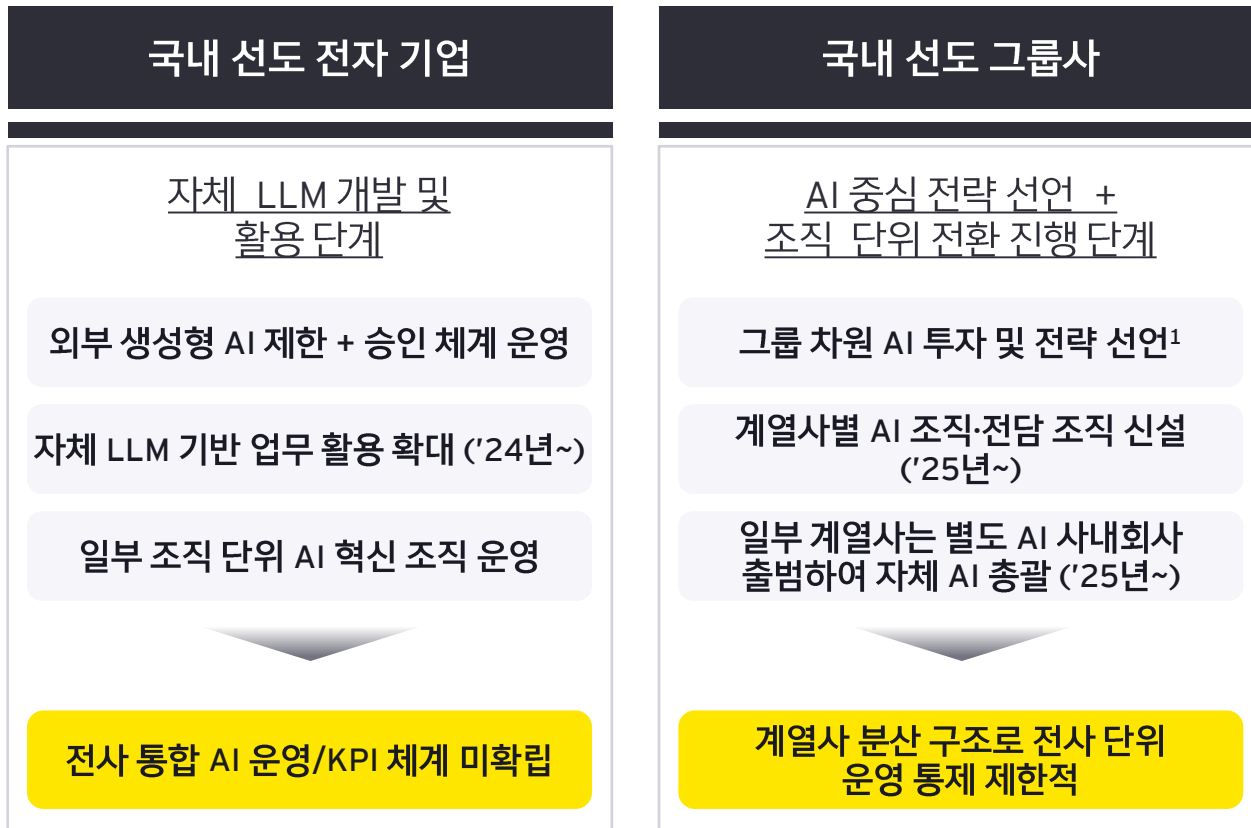 국내 선도 전자 기업
자체 LLM 개발 및
활용 단계
외부 생성형 AI 제한 + 승인 체계 운영
자체 LLM 기반 업무 활용 확대 ('24년~)
일부 조직 단위 AI 혁신 조직 운영
전사 통합 AI 운영/KPI 체계 미확립
국내 선도 그룹사
AI 중심 전략 선언 +
조직 단위 전환 진행 단계
그룹 차원 AI 투자 및 전략 선언¹
계열사별 AI 조직·전담 조직 신설
('25년~)
일부 계열사는 별도 AI 사내회사
출범하여 자체 AI 총괄 ('25년~)
계열사 분산 구조로 전사 단위
운영 통제 제한적